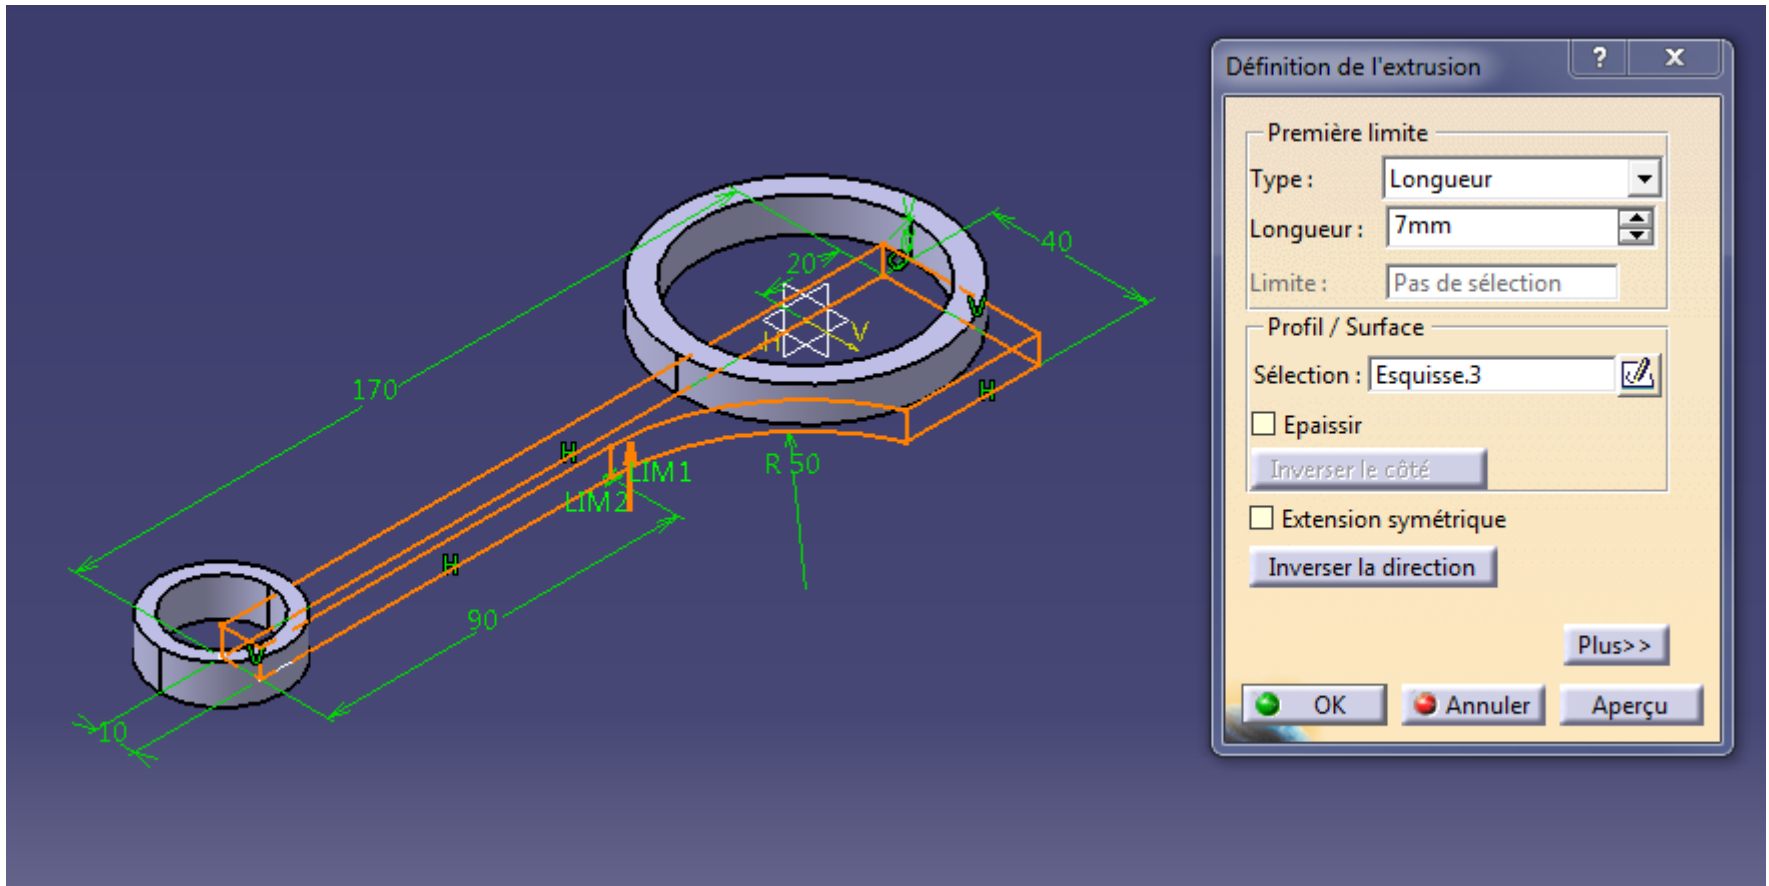 Définition de l'extrusion
? X
Première limite
Type : Longueur
Longueur : 7mm
Limite : Pas de sélection
Profil / Surface
Sélection : Esquisse.3
Epaissir
Inverser le côté
Extension symétrique
Inverser la direction
Plus>>
OK Annuler Aperçu
40
20
V
H V
170
H
H
LIM1
R 50
LIM2
H
90
V
10